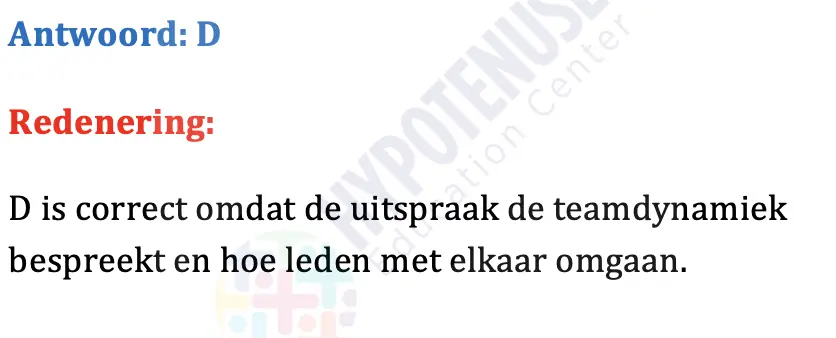 Antwoord: D
Redenering:
D is correct omdat de uitspraak de teamdynamiek
bespreekt en hoe leden met elkaar omgaan.
HYPOTENUSE
Education Center